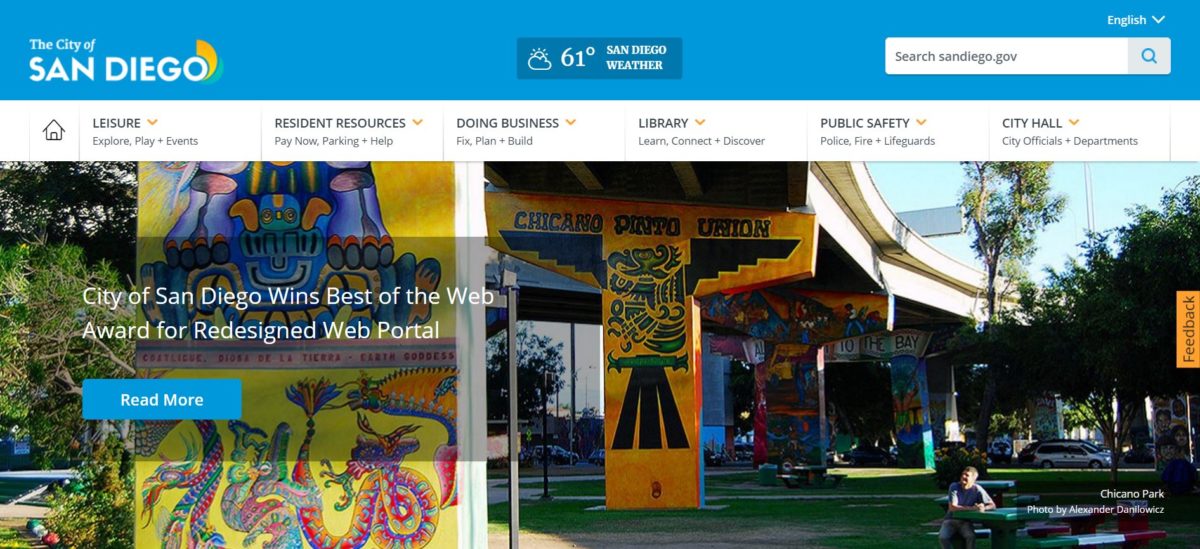 English
The City of
SAN DIEGO
61°
SAN DIEGO
WEATHER
Search sandiego.gov
LEISURE
Explore, Play + Events
RESIDENT RESOURCES
Pay Now, Parking + Help
DOING BUSINESS
Fix, Plan + Build
LIBRARY
Learn, Connect + Discover
PUBLIC SAFETY
Police, Fire + Lifeguards
CITY HALL
City Officials + Departments
CHICANO PINTO UNION
City of San Diego Wins Best of the Web
Award for Redesigned Web Portal
Feedback
TO THE BAY
COATLICUE, DIOSA DE LA TIERRA - EARTH GODDESS
Read More
Chicano Park
Photo by Alexander Danilowicz